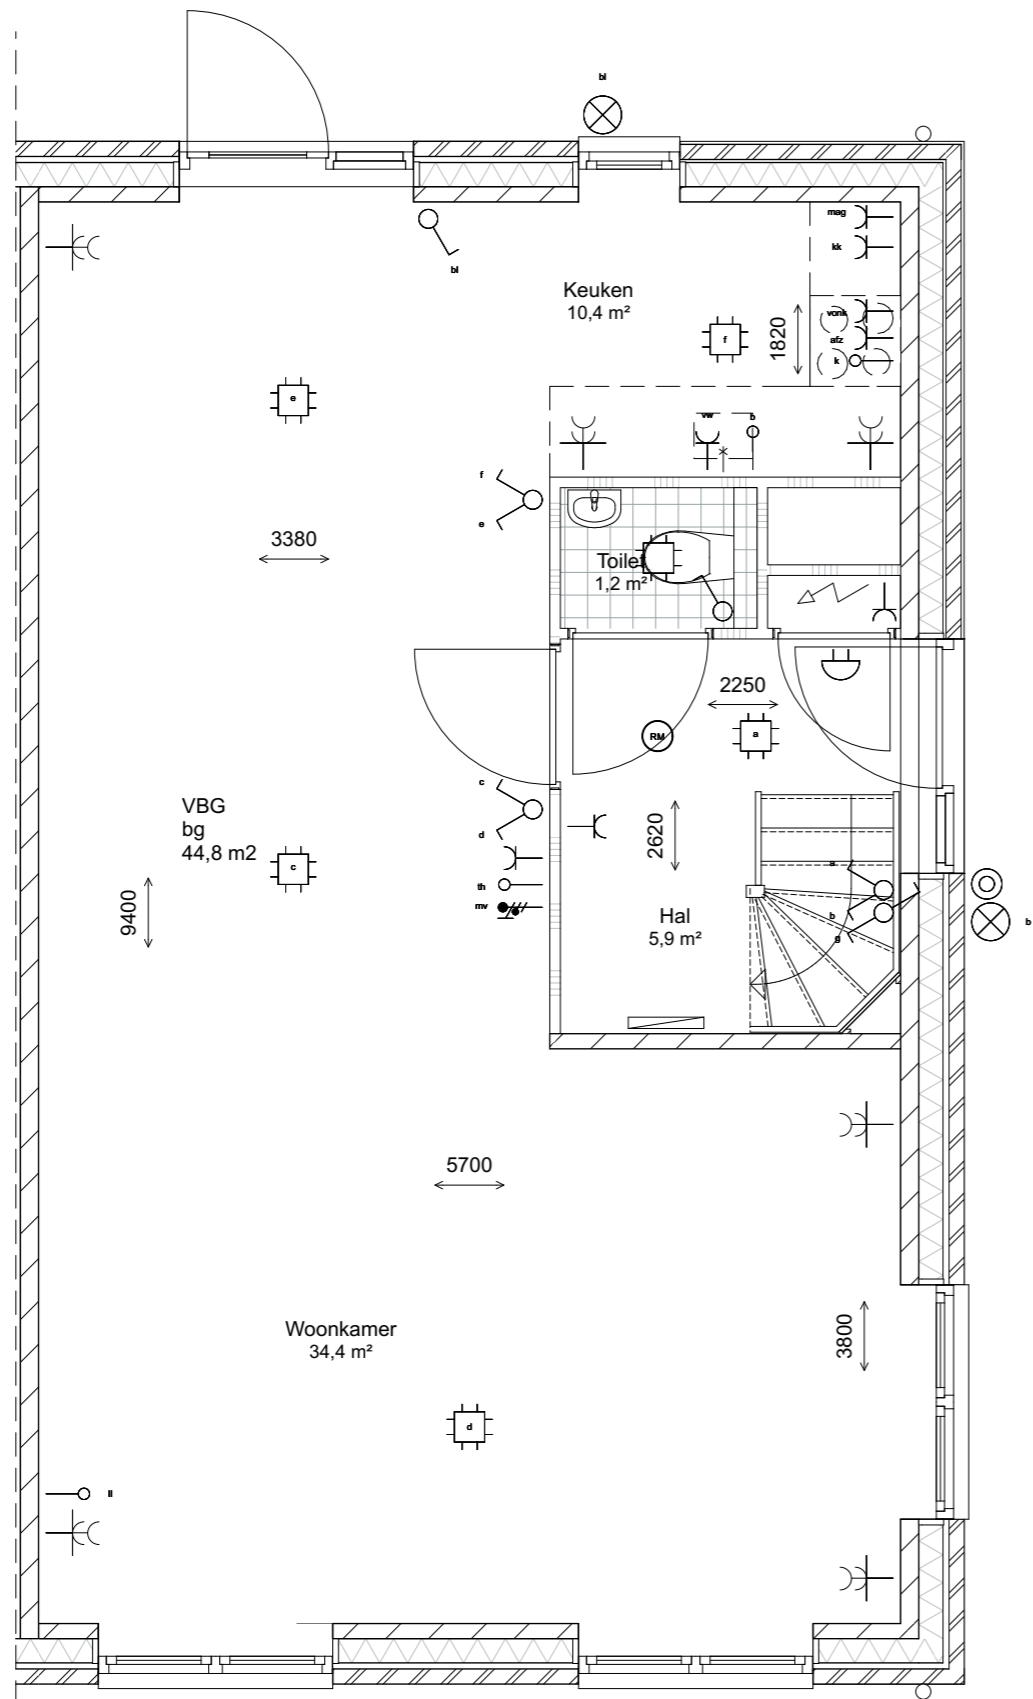 bl
mag
kk
bl
Keuken
10,4 m²
vonk
1820
f
afz
k
e
vw
b
f
e
3380
Toilet
1,2 m²
2250
a
RM
c
d
VBG
bg
44,8 m2
2620
c
a
th
mv
9400
Hal
5,9 m²
b
g
b
5700
Woonkamer
34,4 m²
3800
d
ll